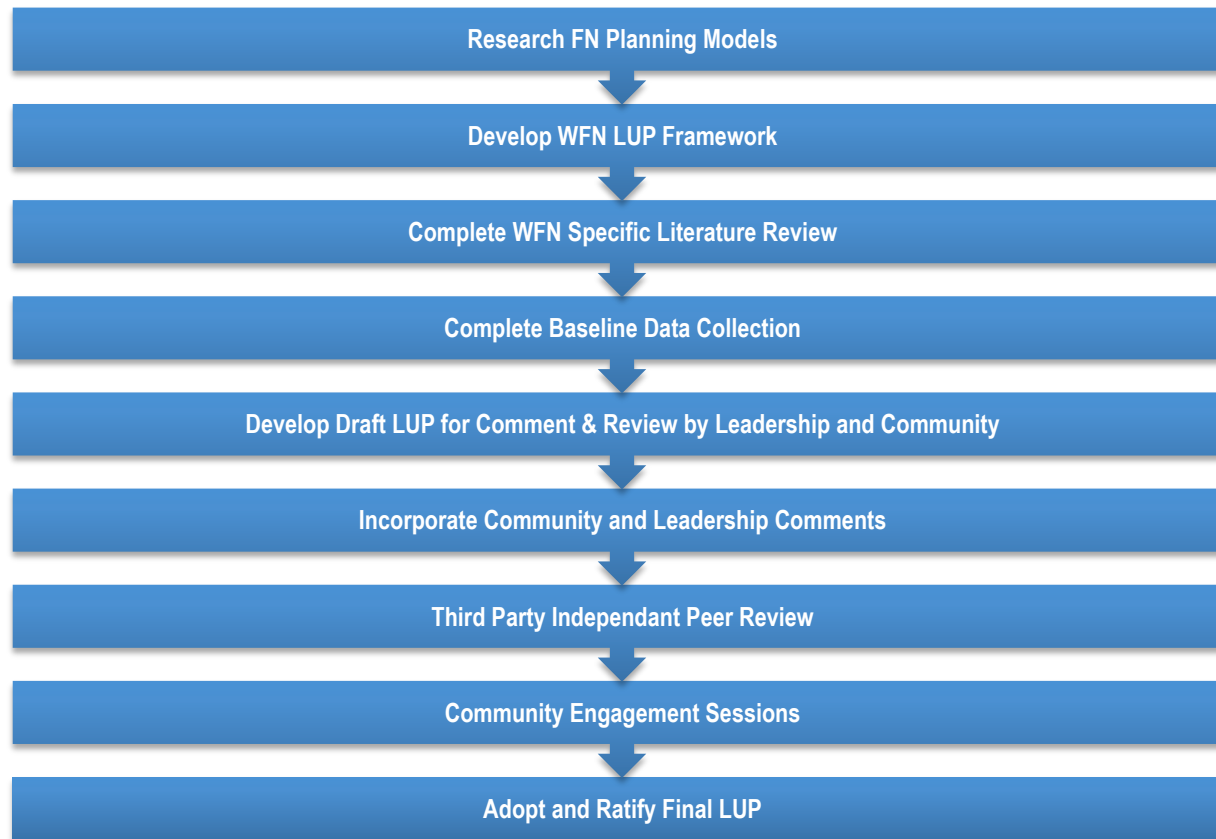 Research FN Planning Models
Develop WFN LUP Framework
Complete WFN Specific Literature Review
Complete Baseline Data Collection
Develop Draft LUP for Comment & Review by Leadership and Community
Incorporate Community and Leadership Comments
Third Party Independant Peer Review
Community Engagement Sessions
Adopt and Ratify Final LUP